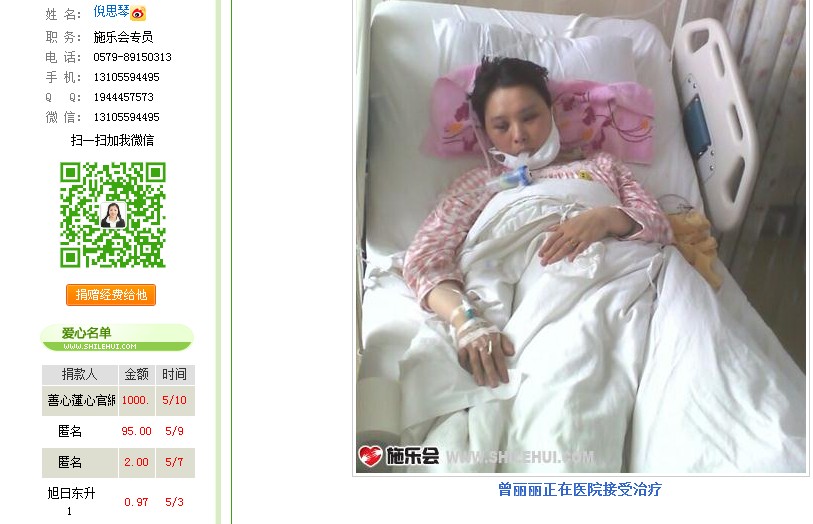 姓 名： 倪思琴
职 务： 施乐会专员
电 话： 0579-89150313
手 机： 13105594495
Q Q： 1944457573
微 信： 13105594495
扫一扫加我微信
捐赠经费给他
爱心名单
WWW.SHILEHUI.COM
捐款人 金额 时间
善心蓮心官 1000. 5/10
匿名 95.00 5/9
匿名 2.00 5/7
旭日东升
1 0.97 5/3
施乐会 WWW.SHILEHUI.COM
曾丽丽正在医院接受治疗